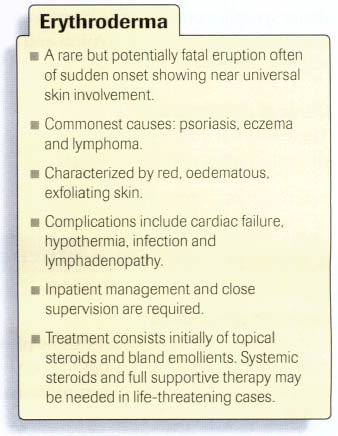 Erythroderma
■ A rare but potentially fatal eruption often
of sudden onset showing near universal
skin involvement.
■ Commonest causes: psoriasis, eczema
and lymphoma.
■ Characterized by red, oedematous,
exfoliating skin.
■ Complications include cardiac failure,
hypothermia, infection and
lymphadenopathy.
■ Inpatient management and close
supervision are required.
■ Treatment consists initially of topical
steroids and bland emollients. Systemic
steroids and full supportive therapy may
be needed in life-threatening cases.